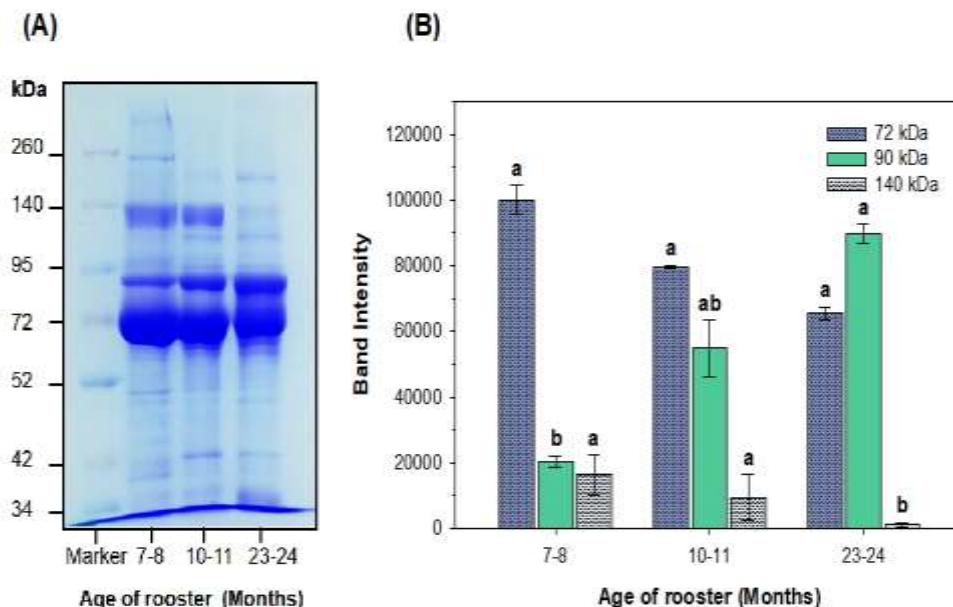 (A)
kDa
260
140
95
72
52
42
34
Marker 7-8 10-11 23-24
Age of rooster (Months)
(B)
120000
100000
80000
60000
40000
20000
0
Band Intensity
72 kDa
90 kDa
140 kDa
a
b
a
a
ab
a
a
a
b
7-8 10-11 23-24
Age of rooster (Months)